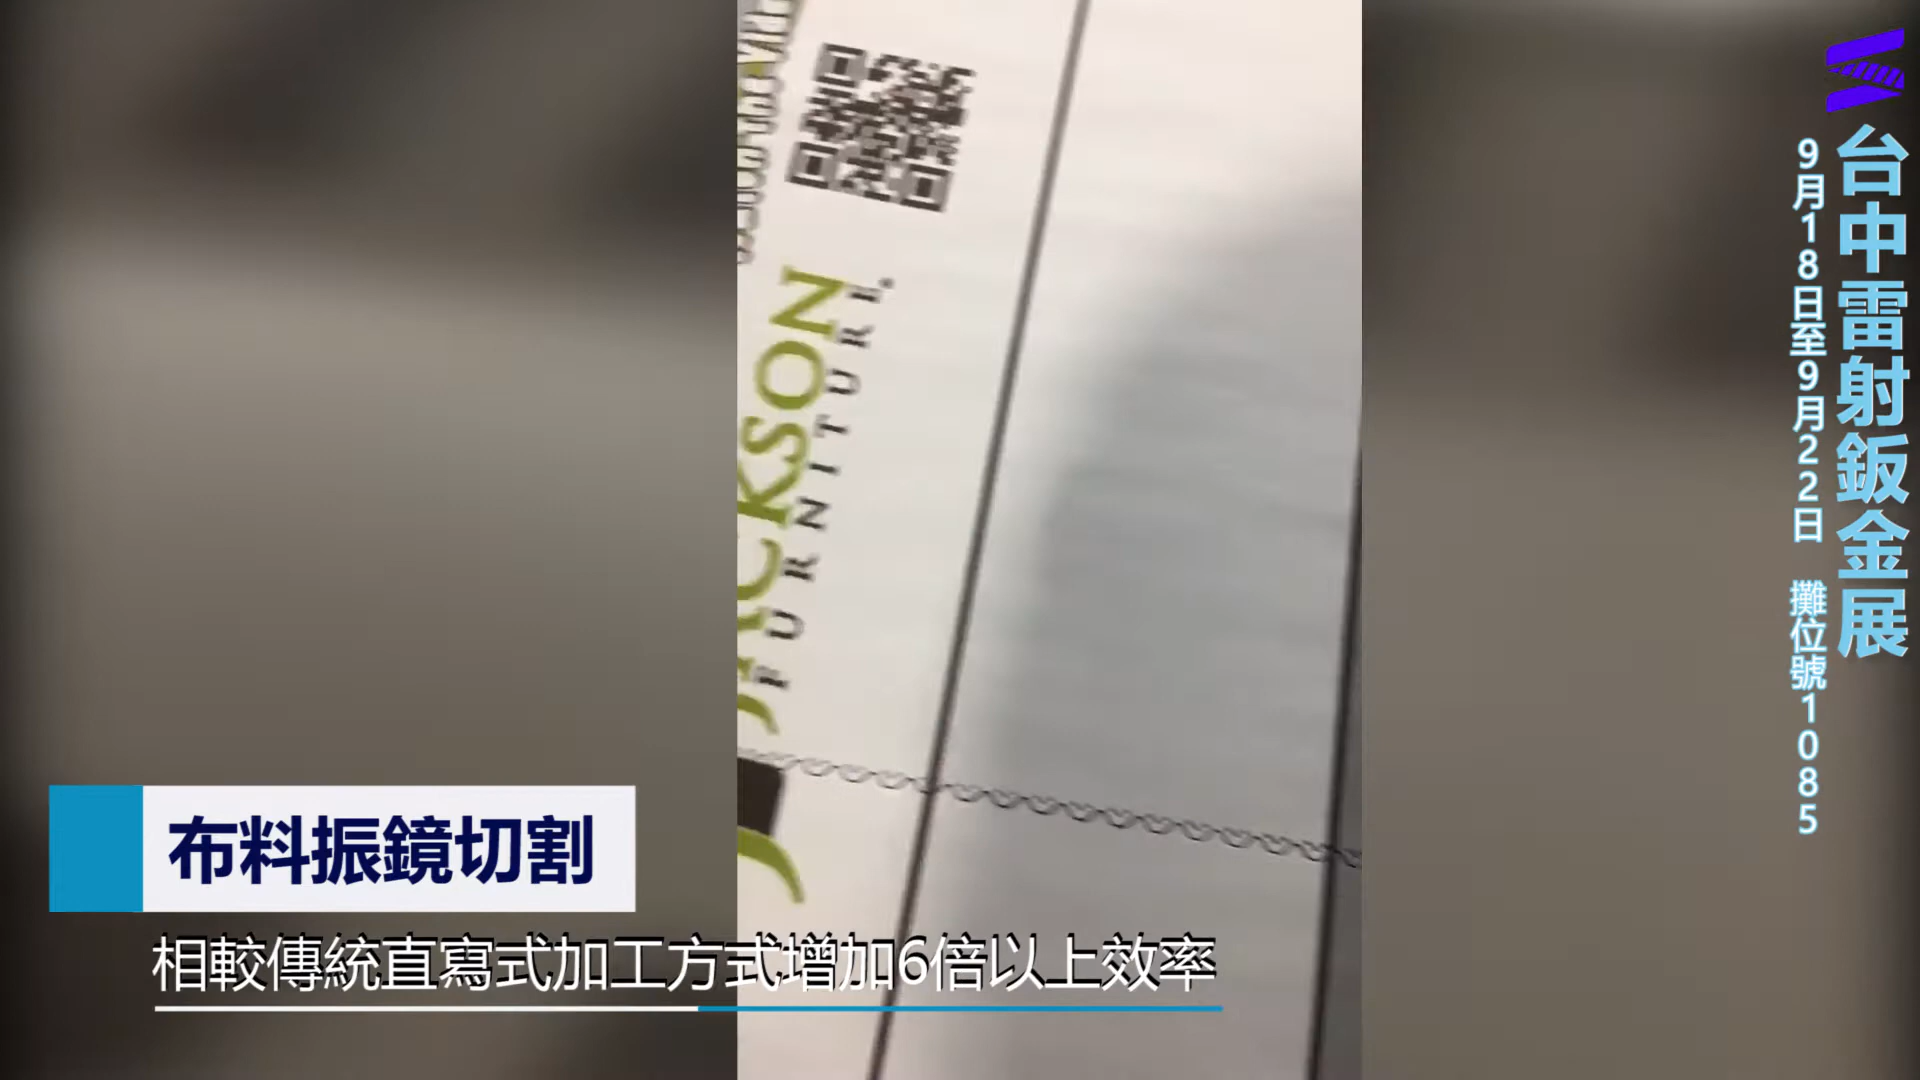 台中雷射鈑金展
9月18日至9月22日 攤位號1085
JACKSON
FURNITURE
布料振鏡切割
相較傳統直寫式加工方式增加6倍以上效率